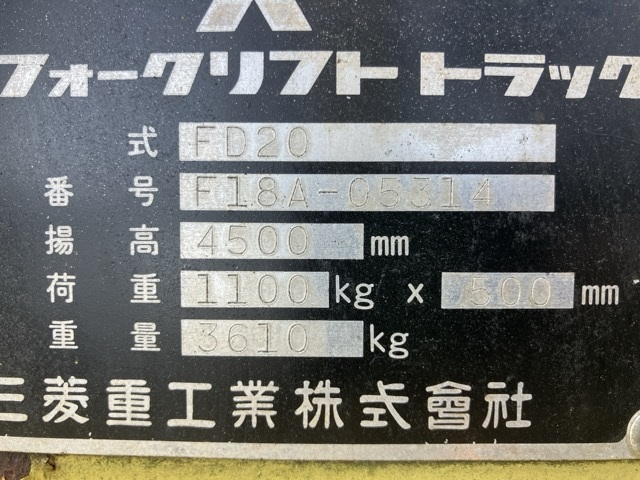 フォークリフト トラック
式 FD20
番号 F18A-05314
揚高 4500 mm
荷重 1100 kg x 500 mm
重量 3610 kg
三菱重工業株式會社